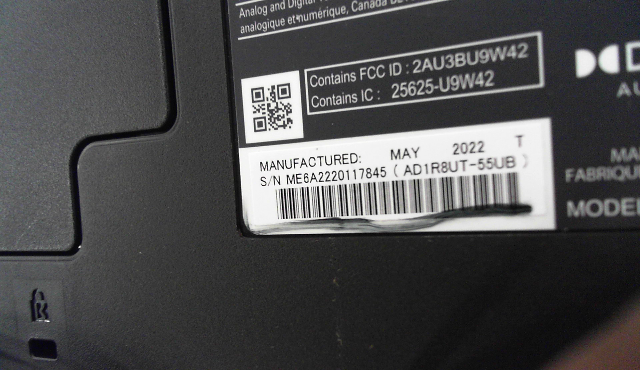 Analog and Digital
analogique et numérique, Canada
Contains FCC ID : 2AU3BU9W42
Contains IC : 25625-U9W42
AU
MANUFACTURED: MAY 2022 T
S/N ME6A2220117845 ( AD1R8UT-55UB )
MA
FABRIQU
MODE